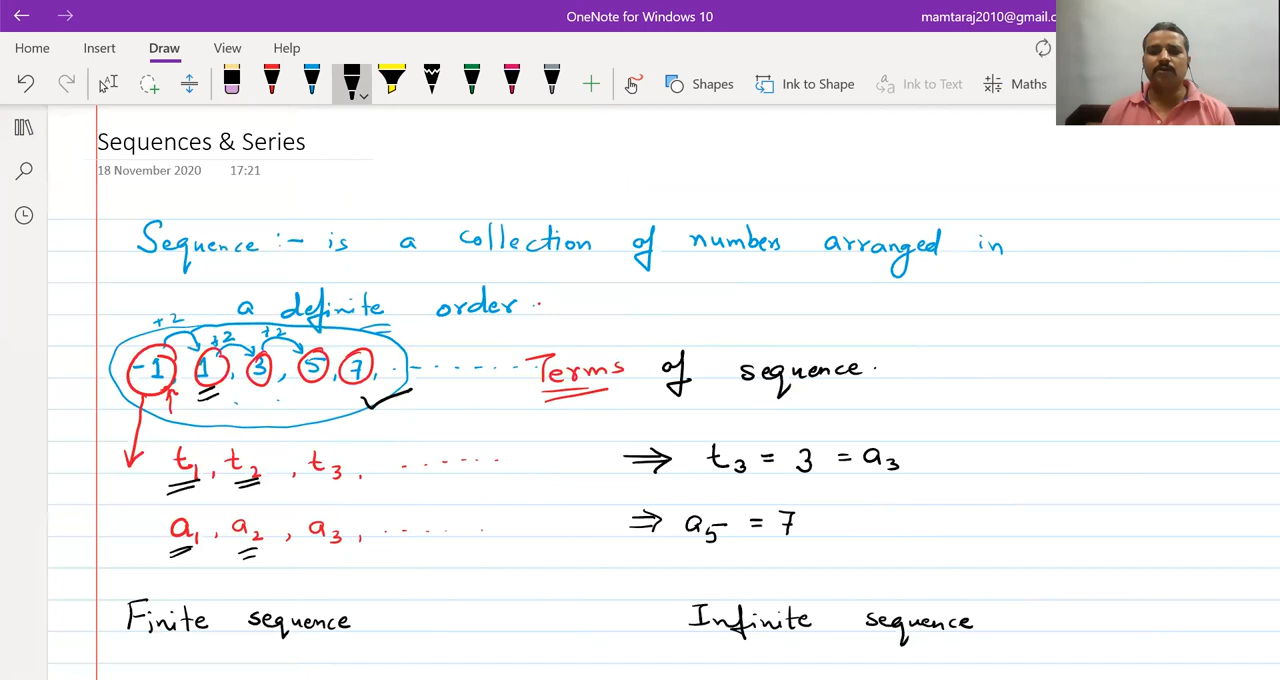 OneNote for Windows 10
mamtaraj2010@gmail.c
Home Insert Draw View Help
Shapes Ink to Shape Ink to Text Maths
Sequences & Series
18 November 2020 17:21
Sequence :- is a collection of numbers arranged in
a definite order.
+2 +2 +2
-1, 1, 3, 5, 7, ........ Terms of sequence.
t1, t2, t3, ....... ⇒ t3 = 3 = a3
a1, a2, a3, ...... ⇒ a5 = 7
Finite sequence Infinite sequence